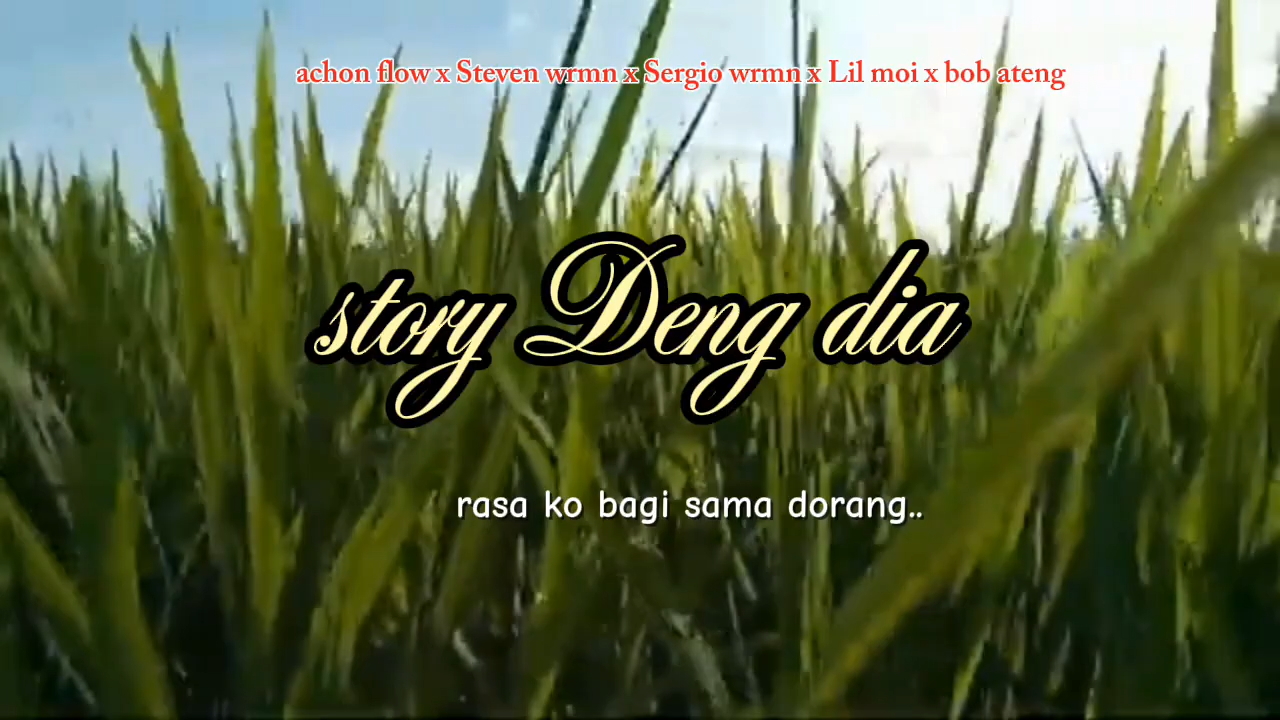 achon flow x Steven wrmn x Sergio wrmn x Lil moi x bob ateng
story Deng dia
rasa ko bagi sama dorang..